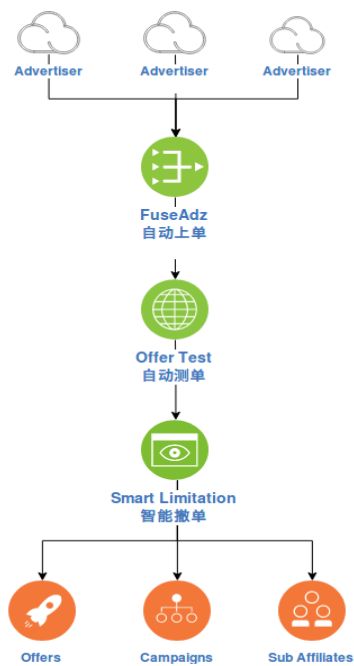 Advertiser
Advertiser
Advertiser
FuseAdz
自动上单
Offer Test
自动测单
Smart Limitation
智能撤单
Offers
Campaigns
Sub Affiliates